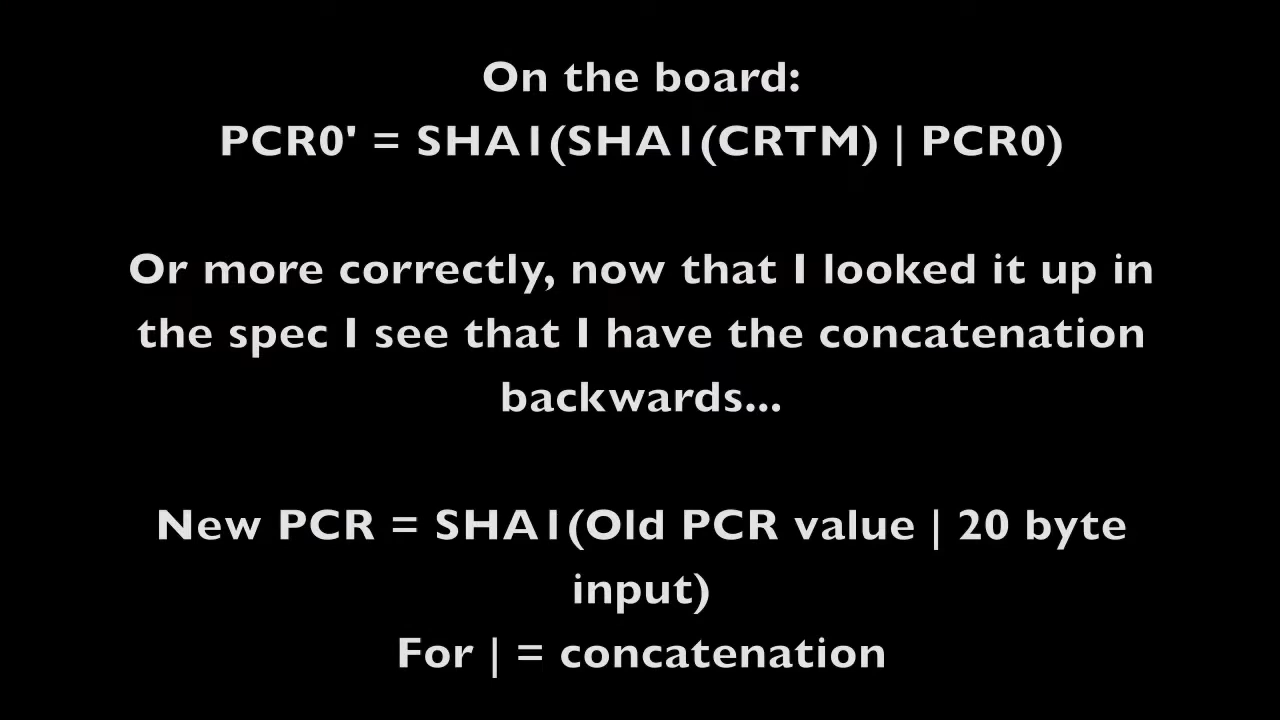 On the board:
PCR0' = SHA1(SHA1(CRTM) | PCR0)
Or more correctly, now that I looked it up in
the spec I see that I have the concatenation
backwards...
New PCR = SHA1(Old PCR value | 20 byte
input)
For | = concatenation